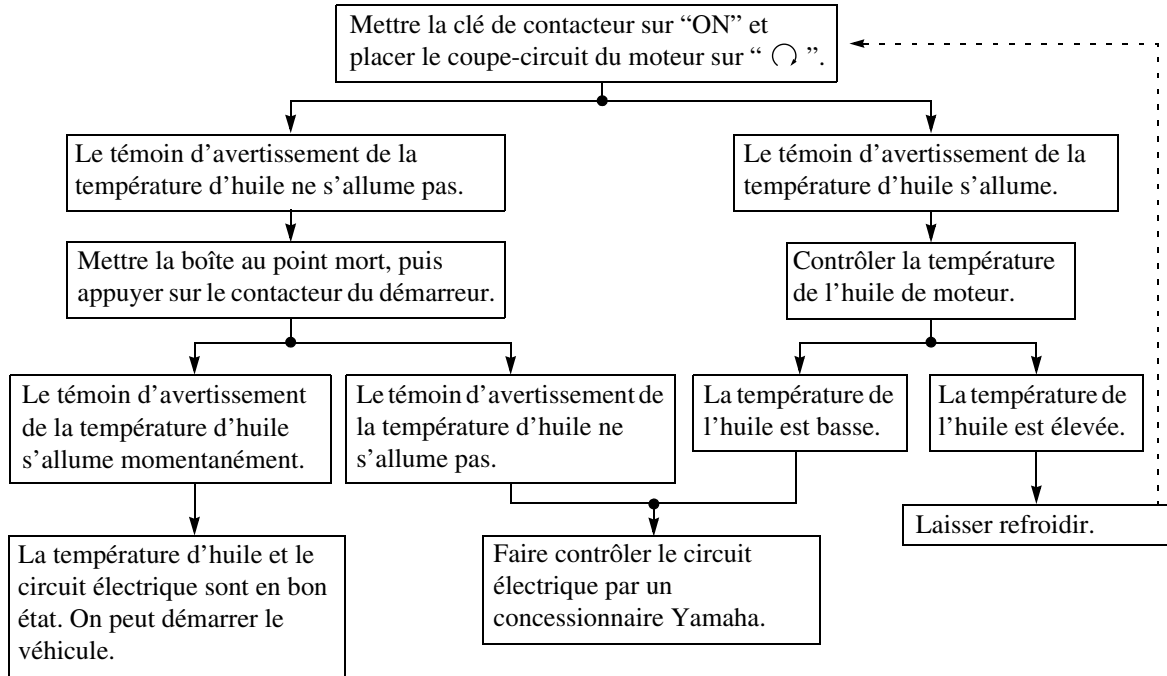 Mettre la clé de contacteur sur “ON” et
placer le coupe-circuit du moteur sur “ ”.
Le témoin d’avertissement de la
température d’huile ne s’allume pas.
Le témoin d’avertissement de la
température d’huile s’allume.
Mettre la boîte au point mort, puis
appuyer sur le contacteur du démarreur.
Contrôler la température
de l’huile de moteur.
Le témoin d’avertissement
de la température d’huile
s’allume momentanément.
Le témoin d’avertissement de
la température d’huile ne
s’allume pas.
La température de
l’huile est basse.
La température de
l’huile est élevée.
La température d’huile et le
circuit électrique sont en bon
état. On peut démarrer le
véhicule.
Faire contrôler le circuit
électrique par un
concessionnaire Yamaha.
Laisser refroidir.